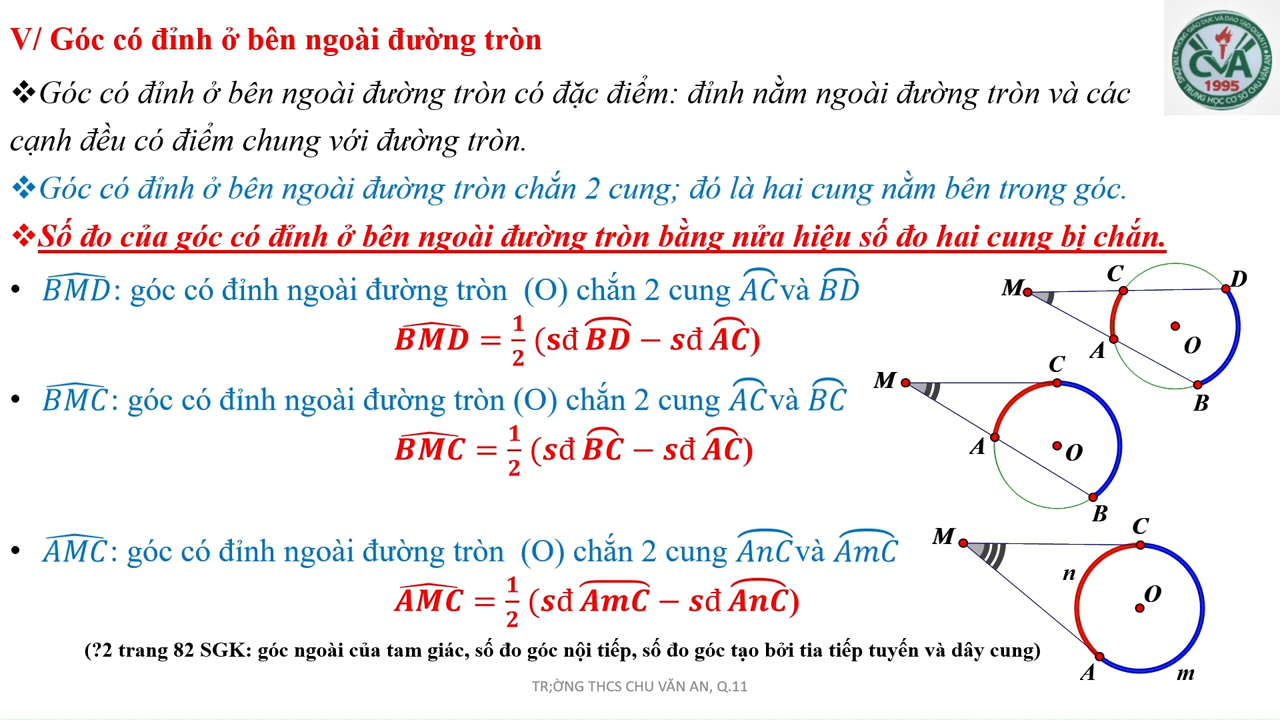 V/ Góc có đỉnh ở bên ngoài đường tròn
CVA
1995
❖Góc có đỉnh ở bên ngoài đường tròn có đặc điểm: đỉnh nằm ngoài đường tròn và các
cạnh đều có điểm chung với đường tròn.
❖Góc có đỉnh ở bên ngoài đường tròn chắn 2 cung; đó là hai cung nằm bên trong góc.
❖Số đo của góc có đỉnh ở bên ngoài đường tròn bằng nửa hiệu số đo hai cung bị chắn.
• BMD: góc có đỉnh ngoài đường tròn (O) chắn 2 cung AC và BD
BMD = 1/2 (sđ BD − sđ AC)
M C D A O B
• BMC: góc có đỉnh ngoài đường tròn (O) chắn 2 cung AC và BC
BMC = 1/2 (sđ BC − sđ AC)
M C A O B
• AMC: góc có đỉnh ngoài đường tròn (O) chắn 2 cung AnC và AmC
AMC = 1/2 (sđ AmC − sđ AnC)
M C n O A m
(?2 trang 82 SGK: góc ngoài của tam giác, số đo góc nội tiếp, số đo góc tạo bởi tia tiếp tuyến và dây cung)
TR;ỜNG THCS CHU VĂN AN, Q.11